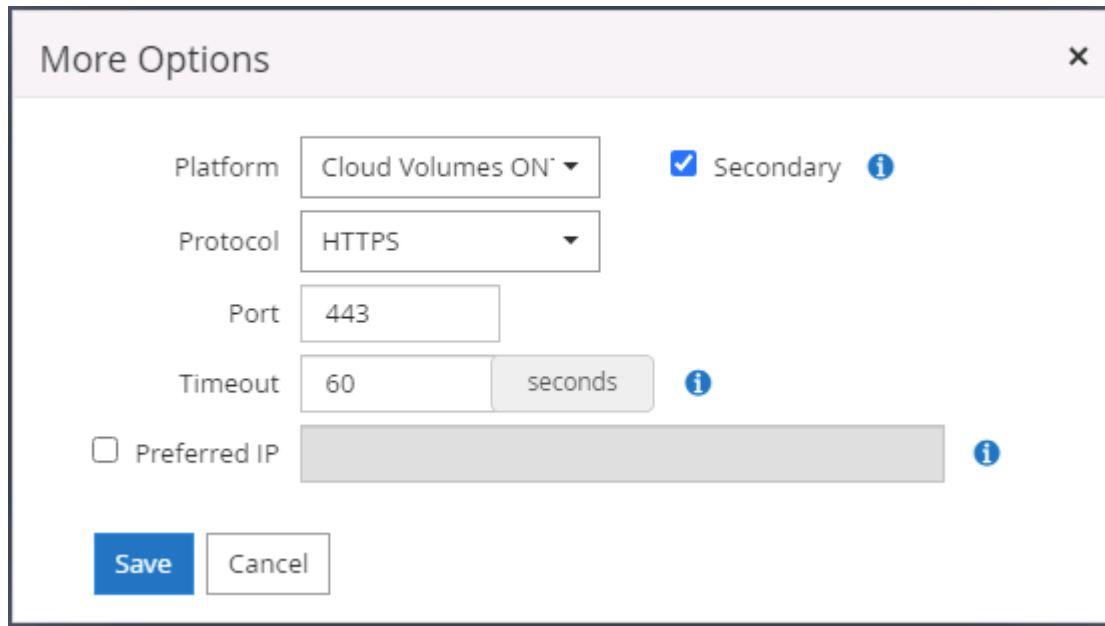 More Options
Platform Cloud Volumes ON Secondary
Protocol HTTPS
Port 443
Timeout 60 seconds
Preferred IP
Save Cancel